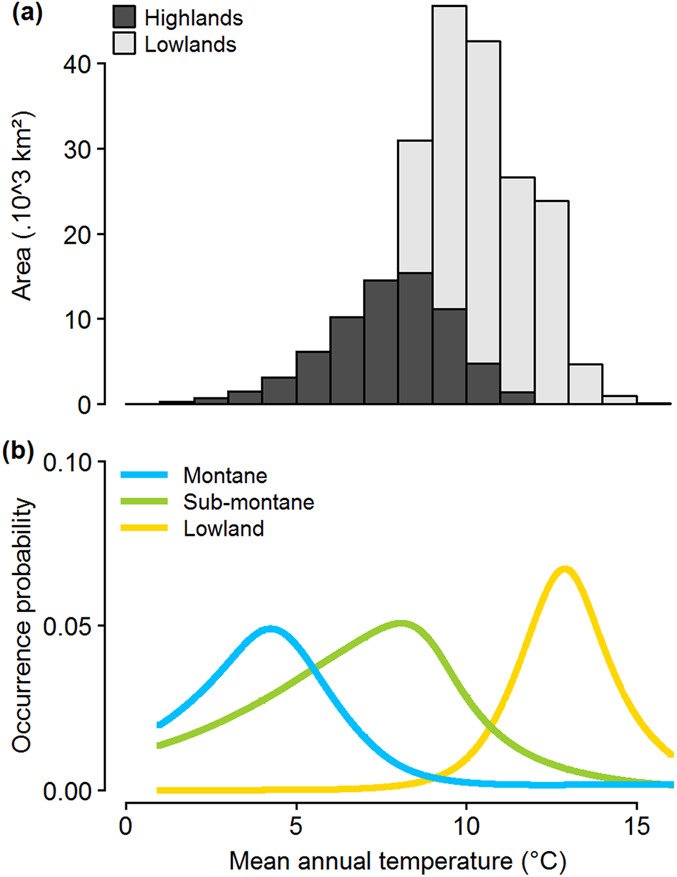 (a)
Highlands
Lowlands
Area (.10^3 km²)
40
30
20
10
0
(b)
Montane
Sub-montane
Lowland
Occurrence probability
0.10
0.05
0.00
0
5
10
15
Mean annual temperature (°C)